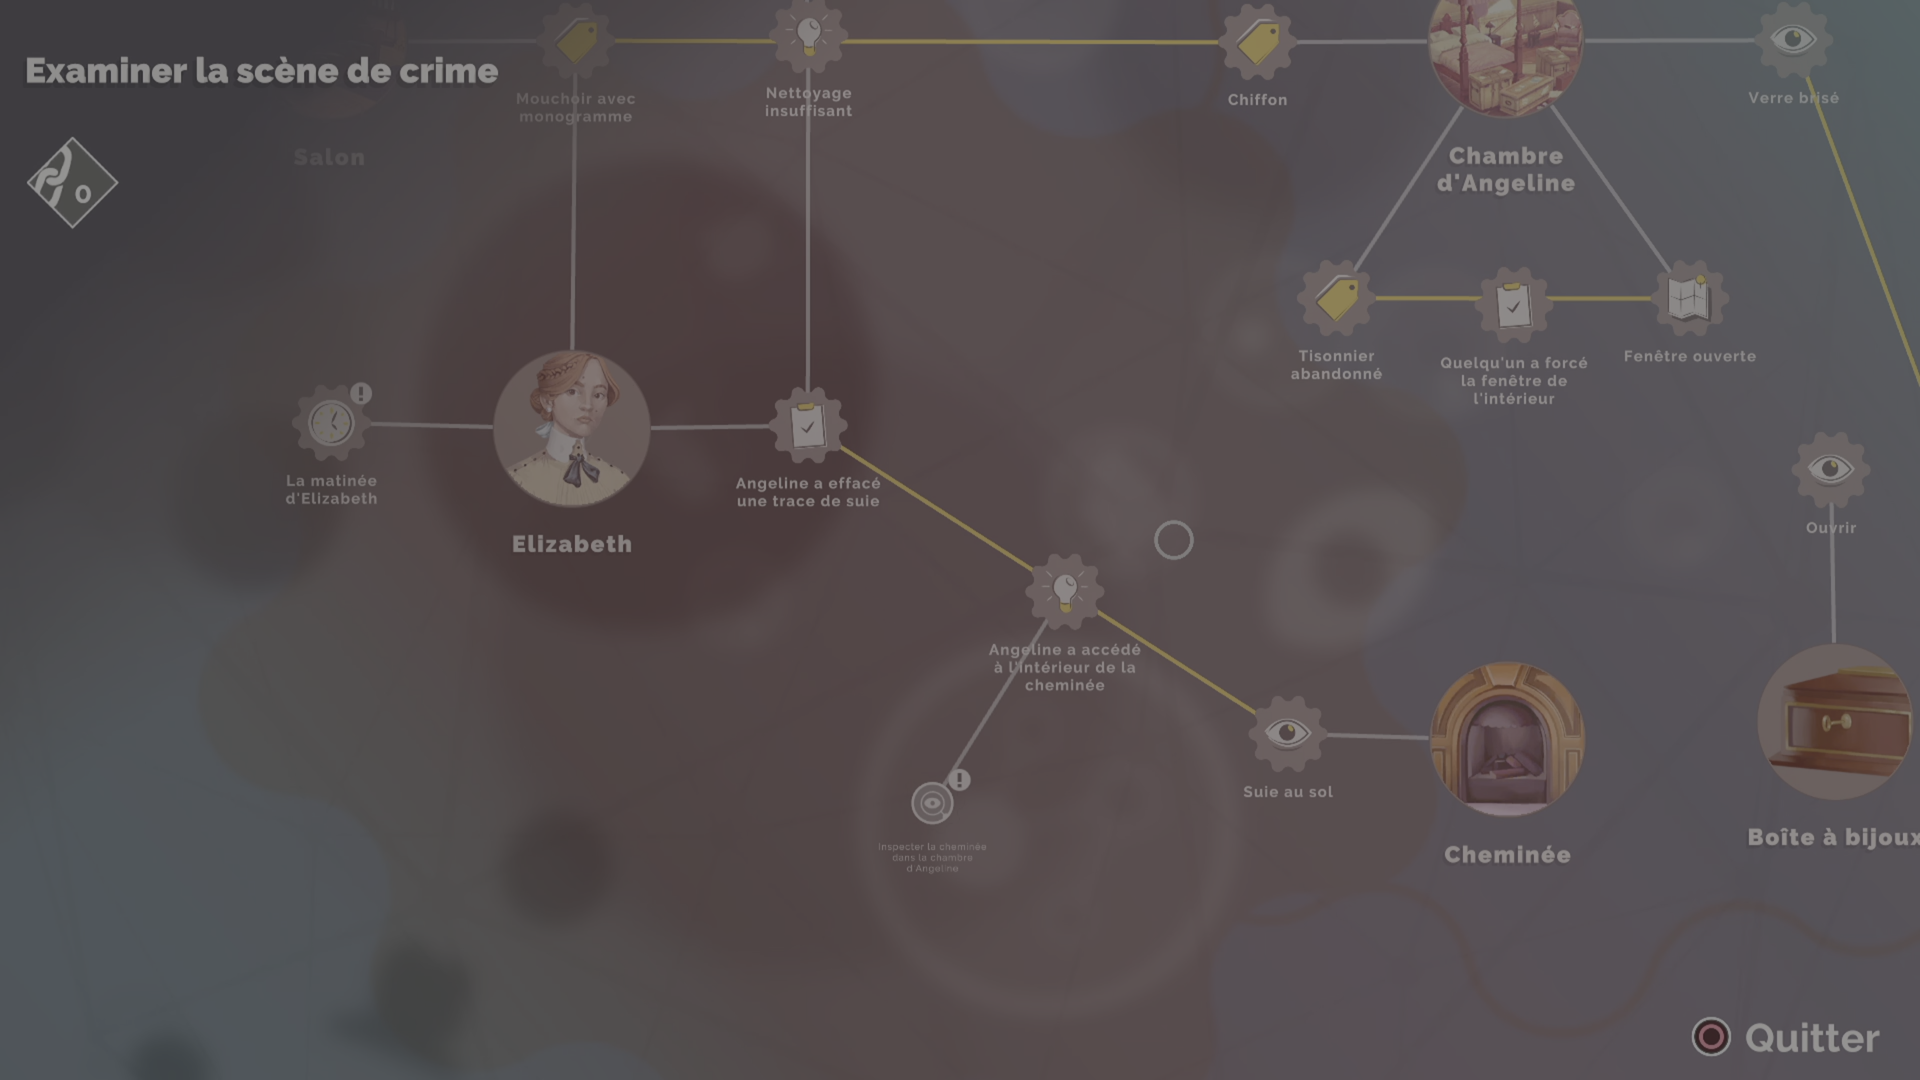 Examiner la scène de crime
0
Salon
Mouchoir avec
monogramme
Nettoyage
insuffisant
Chiffon
Chambre
d'Angeline
Verre brisé
Tisonnier
abandonné
Quelqu'un a forcé
la fenêtre de
l'intérieur
Fenêtre ouverte
La matinée
d'Elizabeth
Elizabeth
Angeline a effacé
une trace de suie
Ouvrir
Angeline a accédé
à l'intérieur de la
cheminée
Suie au sol
Cheminée
Boîte à bijoux
Inspecter la cheminée
dans la chambre
d'Angeline
Quitter